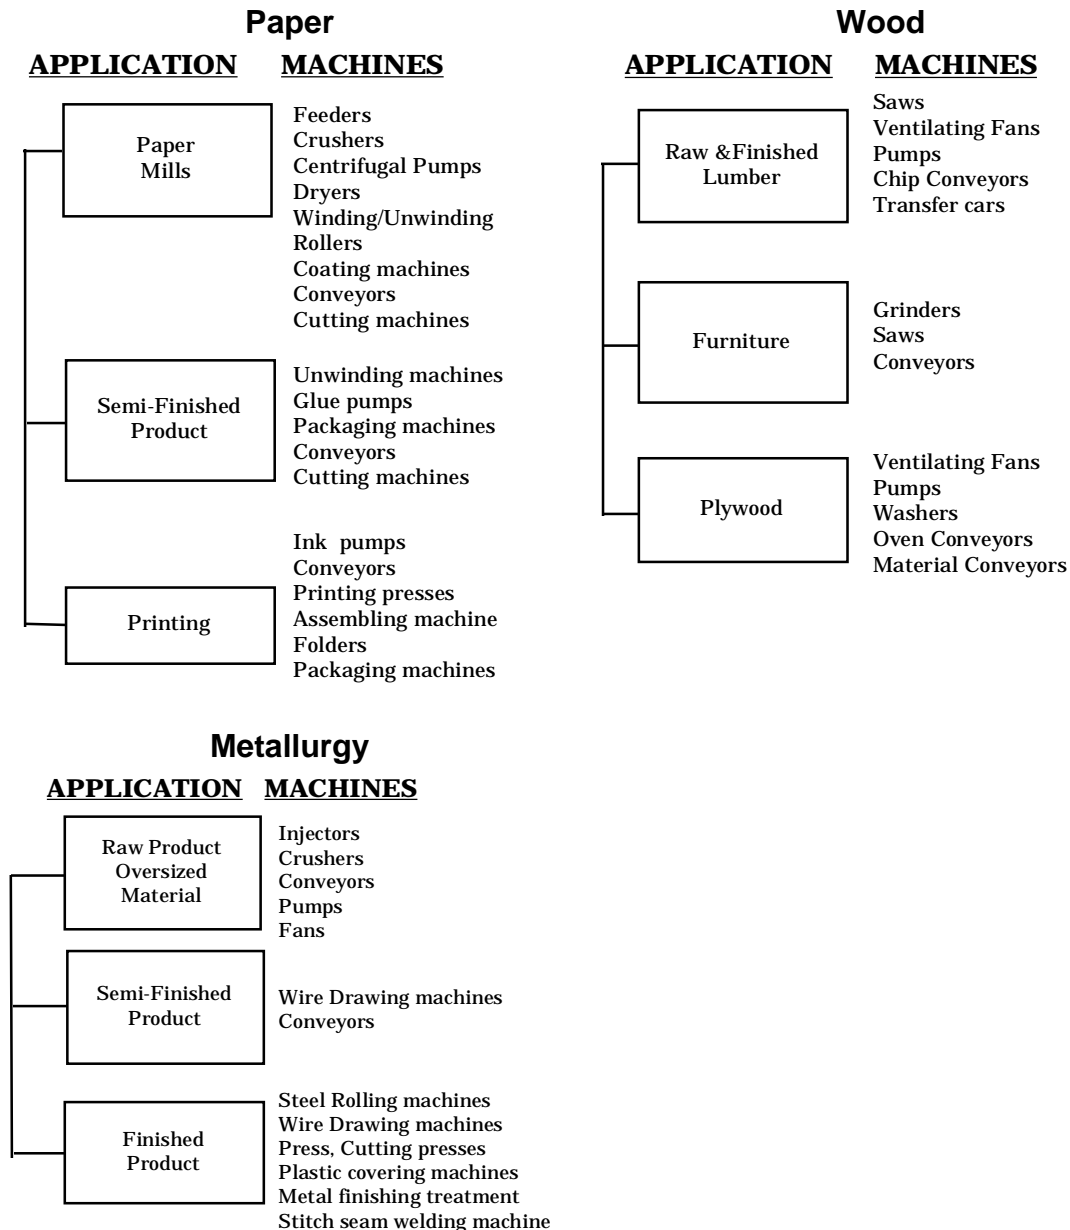 Paper
APPLICATION MACHINES
Paper
Mills
Feeders
Crushers
Centrifugal Pumps
Dryers
Winding/Unwinding
Rollers
Coating machines
Conveyors
Cutting machines
Semi-Finished
Product
Unwinding machines
Glue pumps
Packaging machines
Conveyors
Cutting machines
Printing
Ink pumps
Conveyors
Printing presses
Assembling machine
Folders
Packaging machines
Wood
APPLICATION MACHINES
Raw &Finished
Lumber
Saws
Ventilating Fans
Pumps
Chip Conveyors
Transfer cars
Furniture
Grinders
Saws
Conveyors
Plywood
Ventilating Fans
Pumps
Washers
Oven Conveyors
Material Conveyors
Metallurgy
APPLICATION MACHINES
Raw Product
Oversized
Material
Injectors
Crushers
Conveyors
Pumps
Fans
Semi-Finished
Product
Wire Drawing machines
Conveyors
Finished
Product
Steel Rolling machines
Wire Drawing machines
Press, Cutting presses
Plastic covering machines
Metal finishing treatment
Stitch seam welding machine